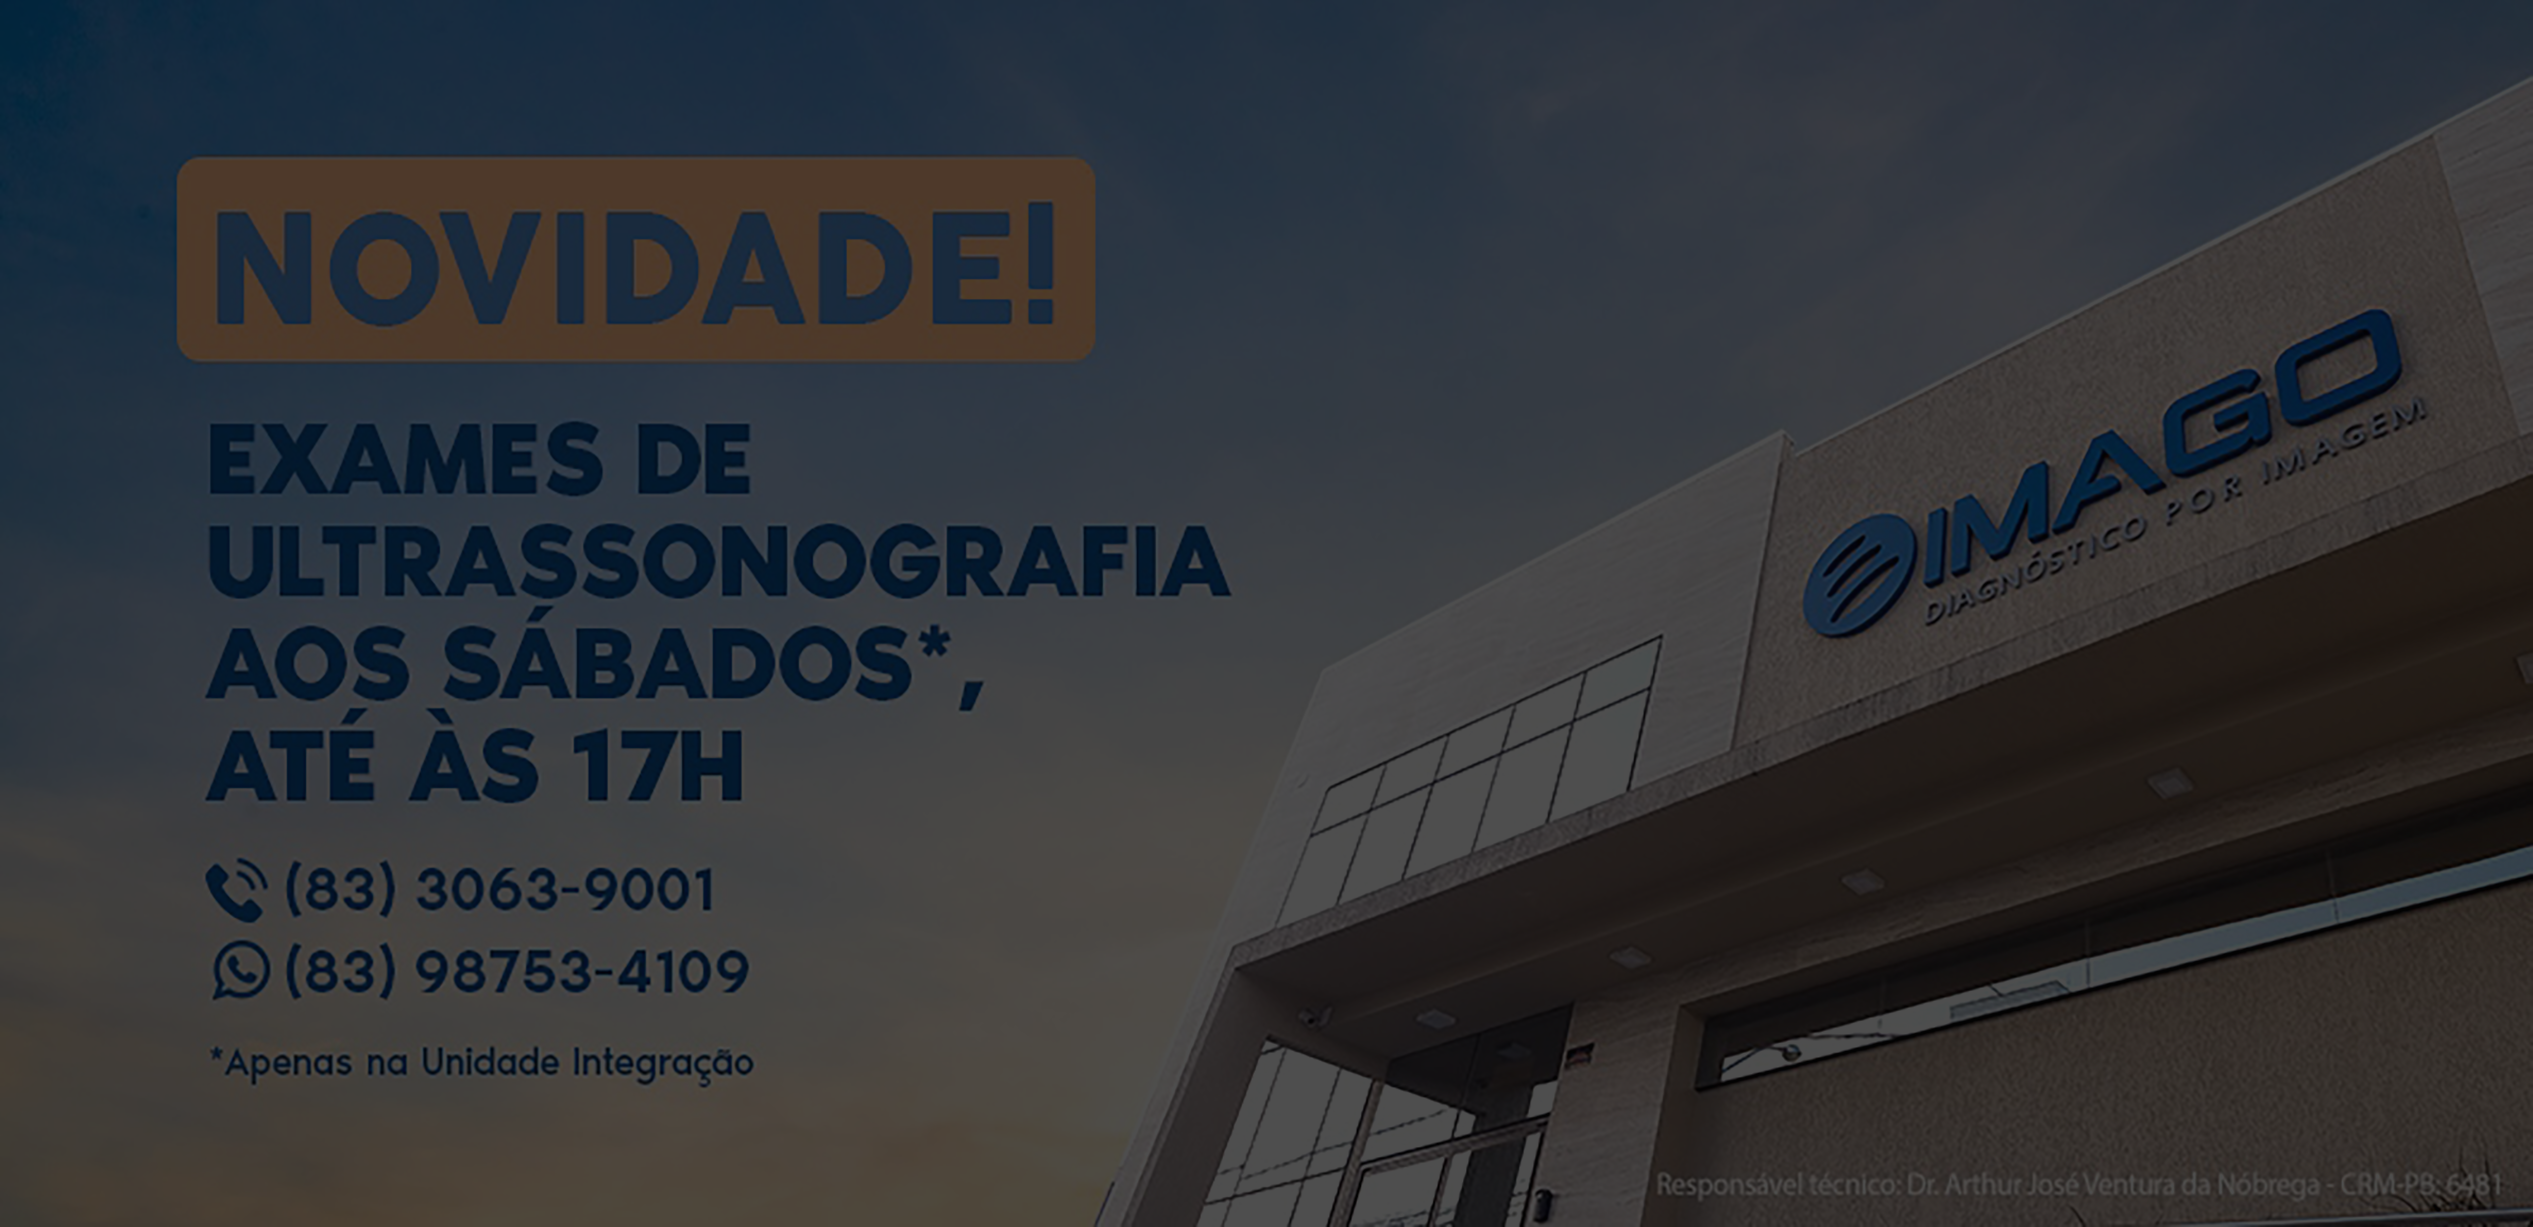 NOVIDADE!
EXAMES DE
ULTRASSONOGRAFIA
AOS SÁBADOS*,
ATÉ ÀS 17H
(83) 3063-9001
(83) 98753-4109
*Apenas na Unidade Integração
IMAGO
DIAGNÓSTICO POR IMAGEM
Responsável técnico: Dr. Arthur José Ventura da Nóbrega - CRM-PB: 6481